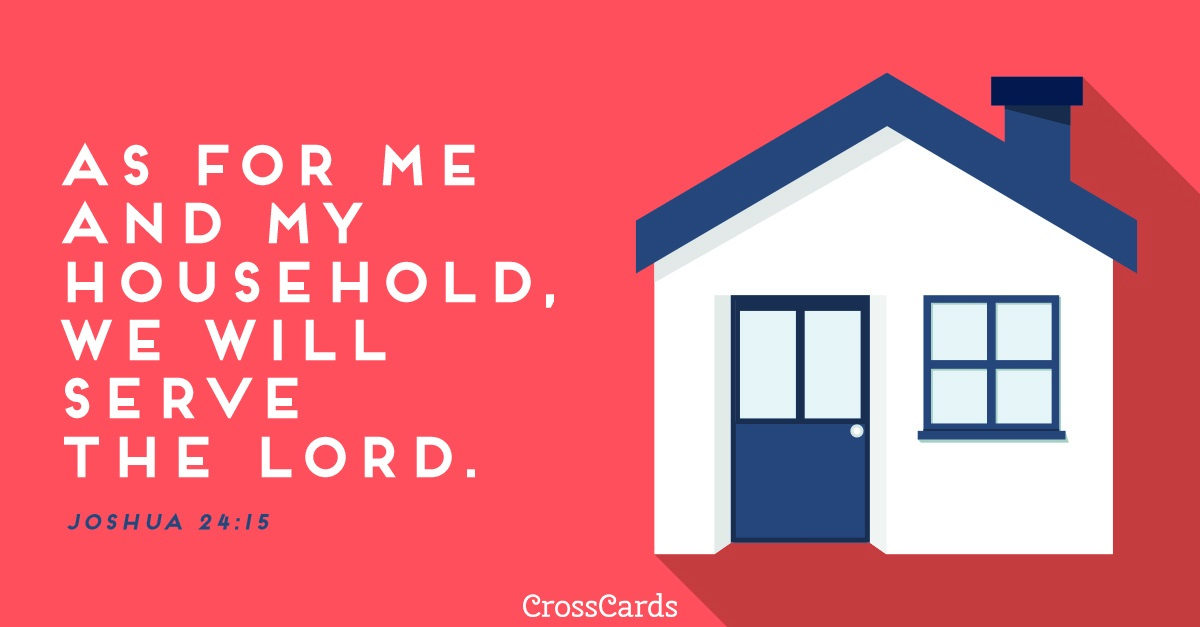 AS FOR ME
AND MY
HOUSEHOLD,
WE WILL
SERVE
THE LORD.
JOSHUA 24:15
CrossCards